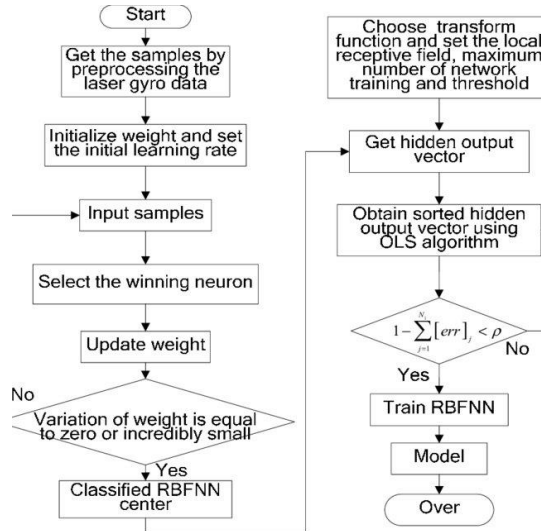 Start
Get the samples by
preprocessing the
laser gyro data
Initialize weight and set
the initial learning rate
Input samples
Select the winning neuron
Update weight
No
Variation of weight is equal
to zero or incredibly small
Yes
Classified RBFNN
center
Choose transform
function and set the local
receptive field, maximum
number of network
training and threshold
Get hidden output
vector
Obtain sorted hidden
output vector using
OLS algorithm
1-∑_{j=1}^{N_i}[err]_j<ρ
No
Yes
Train RBFNN
Model
Over